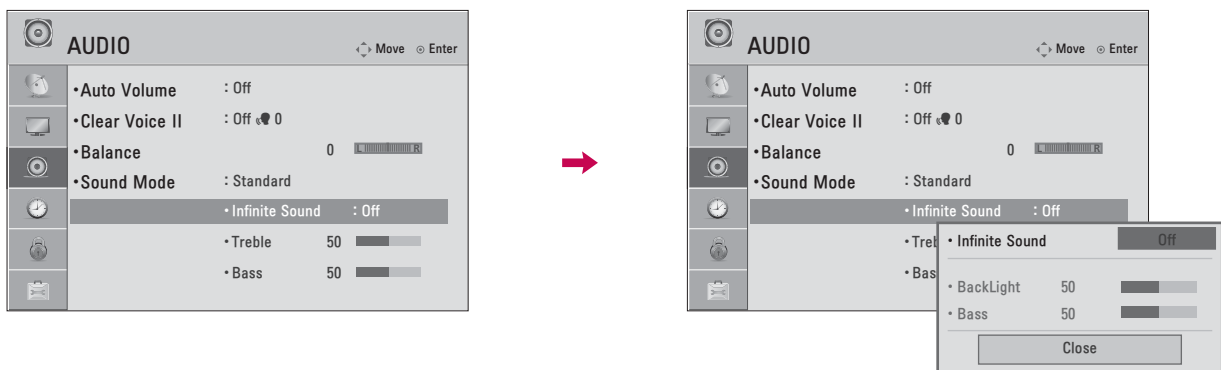 AUDIO
Move Enter
•Auto Volume : Off
•Clear Voice II : Off 0
•Balance 0 L R
•Sound Mode : Standard
• Infinite Sound : Off
• Treble 50
• Bass 50
AUDIO
Move Enter
•Auto Volume : Off
•Clear Voice II : Off 0
•Balance 0 L R
•Sound Mode : Standard
• Infinite Sound : Off
• Treb
• Bas
• Infinite Sound Off
• BackLight 50
• Bass 50
Close